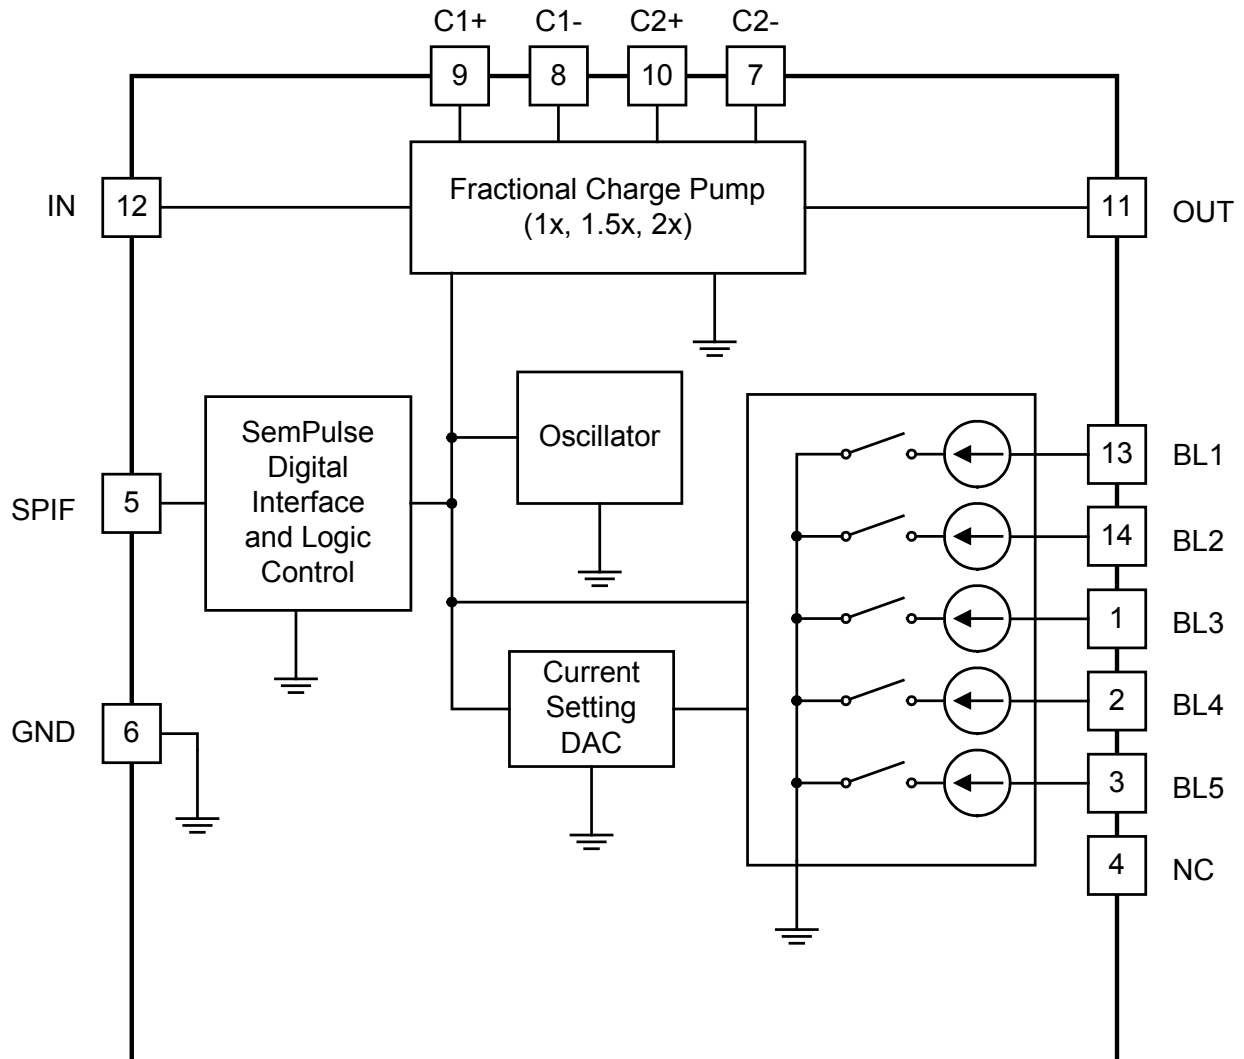 C1+ C1- C2+ C2-
9 8 10 7
Fractional Charge Pump
(1x, 1.5x, 2x)
IN 12
11 OUT
SemPulse
Digital
Interface
and Logic
Control
Oscillator
SPIF 5
13 BL1
14 BL2
1 BL3
Current
Setting
DAC
2 BL4
GND 6
3 BL5
4 NC